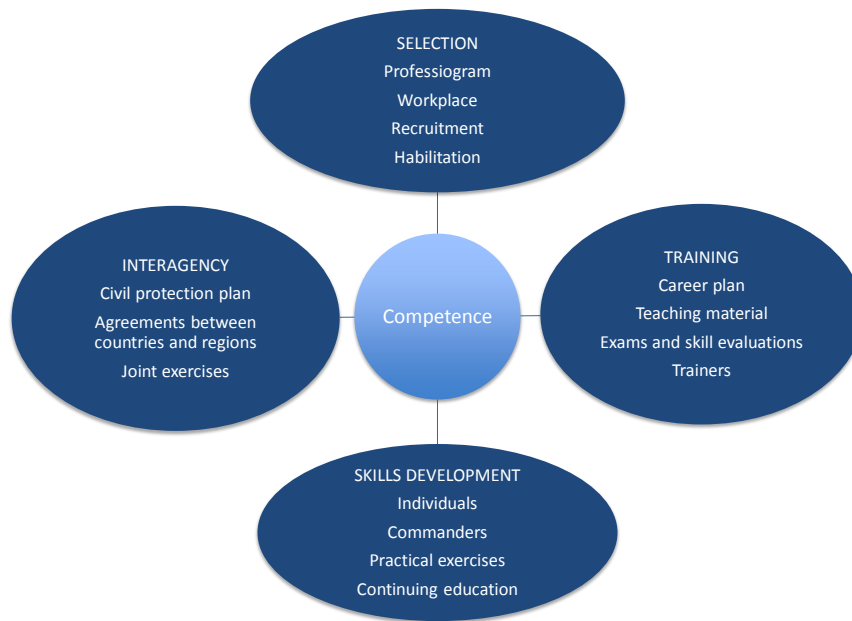 SELECTION
Professiogram
Workplace
Recruitment
Habilitation
INTERAGENCY
Civil protection plan
Agreements between
countries and regions
Joint exercises
Competence
TRAINING
Career plan
Teaching material
Exams and skill evaluations
Trainers
SKILLS DEVELOPMENT
Individuals
Commanders
Practical exercises
Continuing education